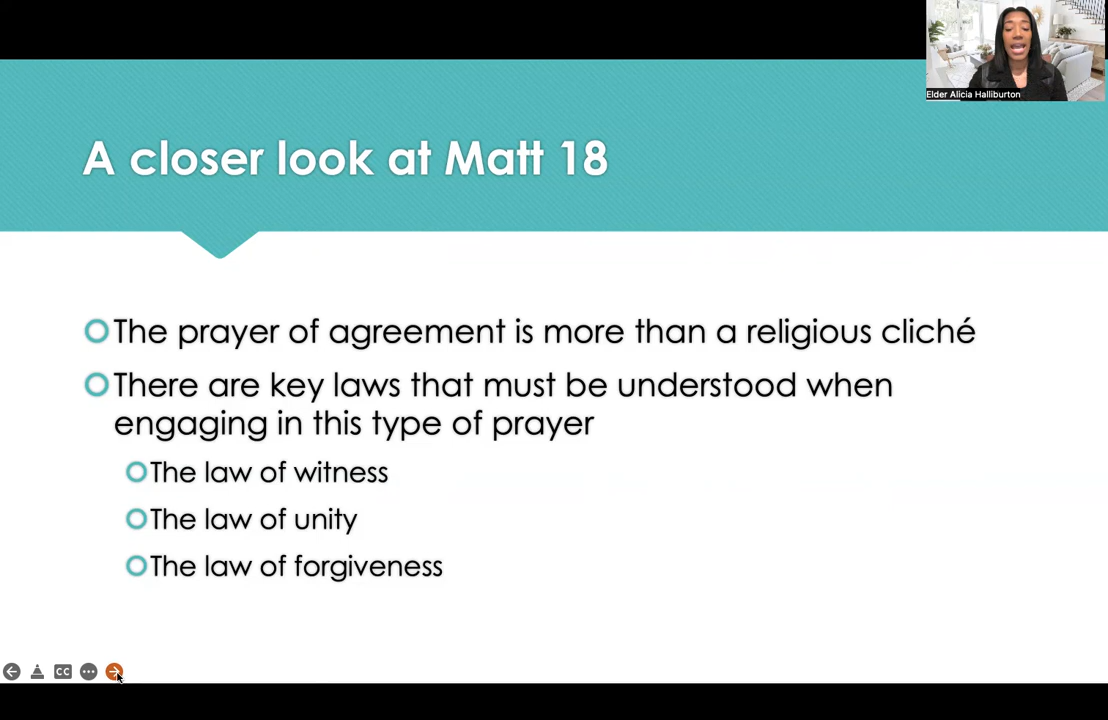 Elder Alicia Halliburton
A closer look at Matt 18
The prayer of agreement is more than a religious cliché
There are key laws that must be understood when
engaging in this type of prayer
The law of witness
The law of unity
The law of forgiveness
CC